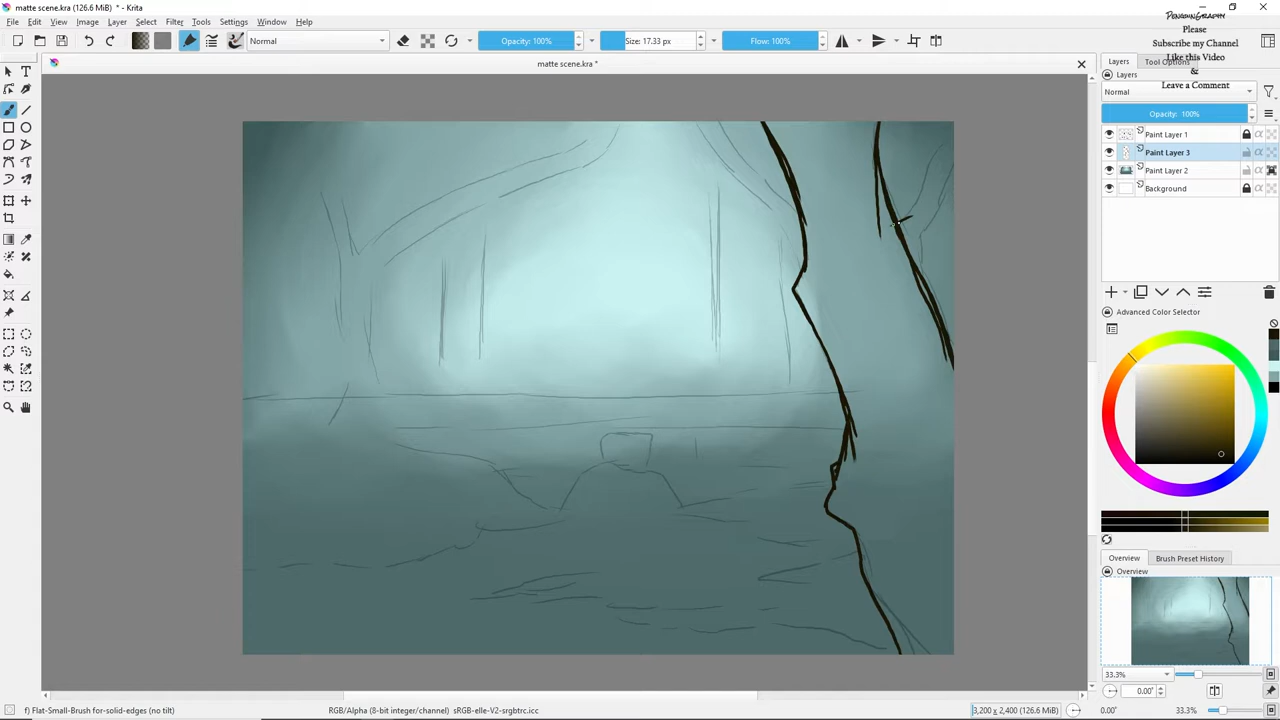 matte scene.kra (126.6 MiB) * - Krita
File Edit View Image Layer Select Filter Tools Settings Window Help
PenadinGraphy
Please
Subscribe my Channel
Like this Video
&
Leave a Comment
Normal
Opacity: 100%
Size: 17.33 px
Flow: 100%
matte scene.kra *
Layers Tool Options
Layers
Normal
Opacity: 100%
Paint Layer 1
Paint Layer 3
Paint Layer 2
Background
Advanced Color Selector
Overview Brush Preset History
Overview
33.3%
0.00°
f) Flat-Small-Brush for-solid-edges (no tilt)
RGB/Alpha (8-bit integer/channel) sRGB-elle-V2-srgbtrc.icc
3,200 x 2,400 (126.6 MiB)
0.00°
33.3%